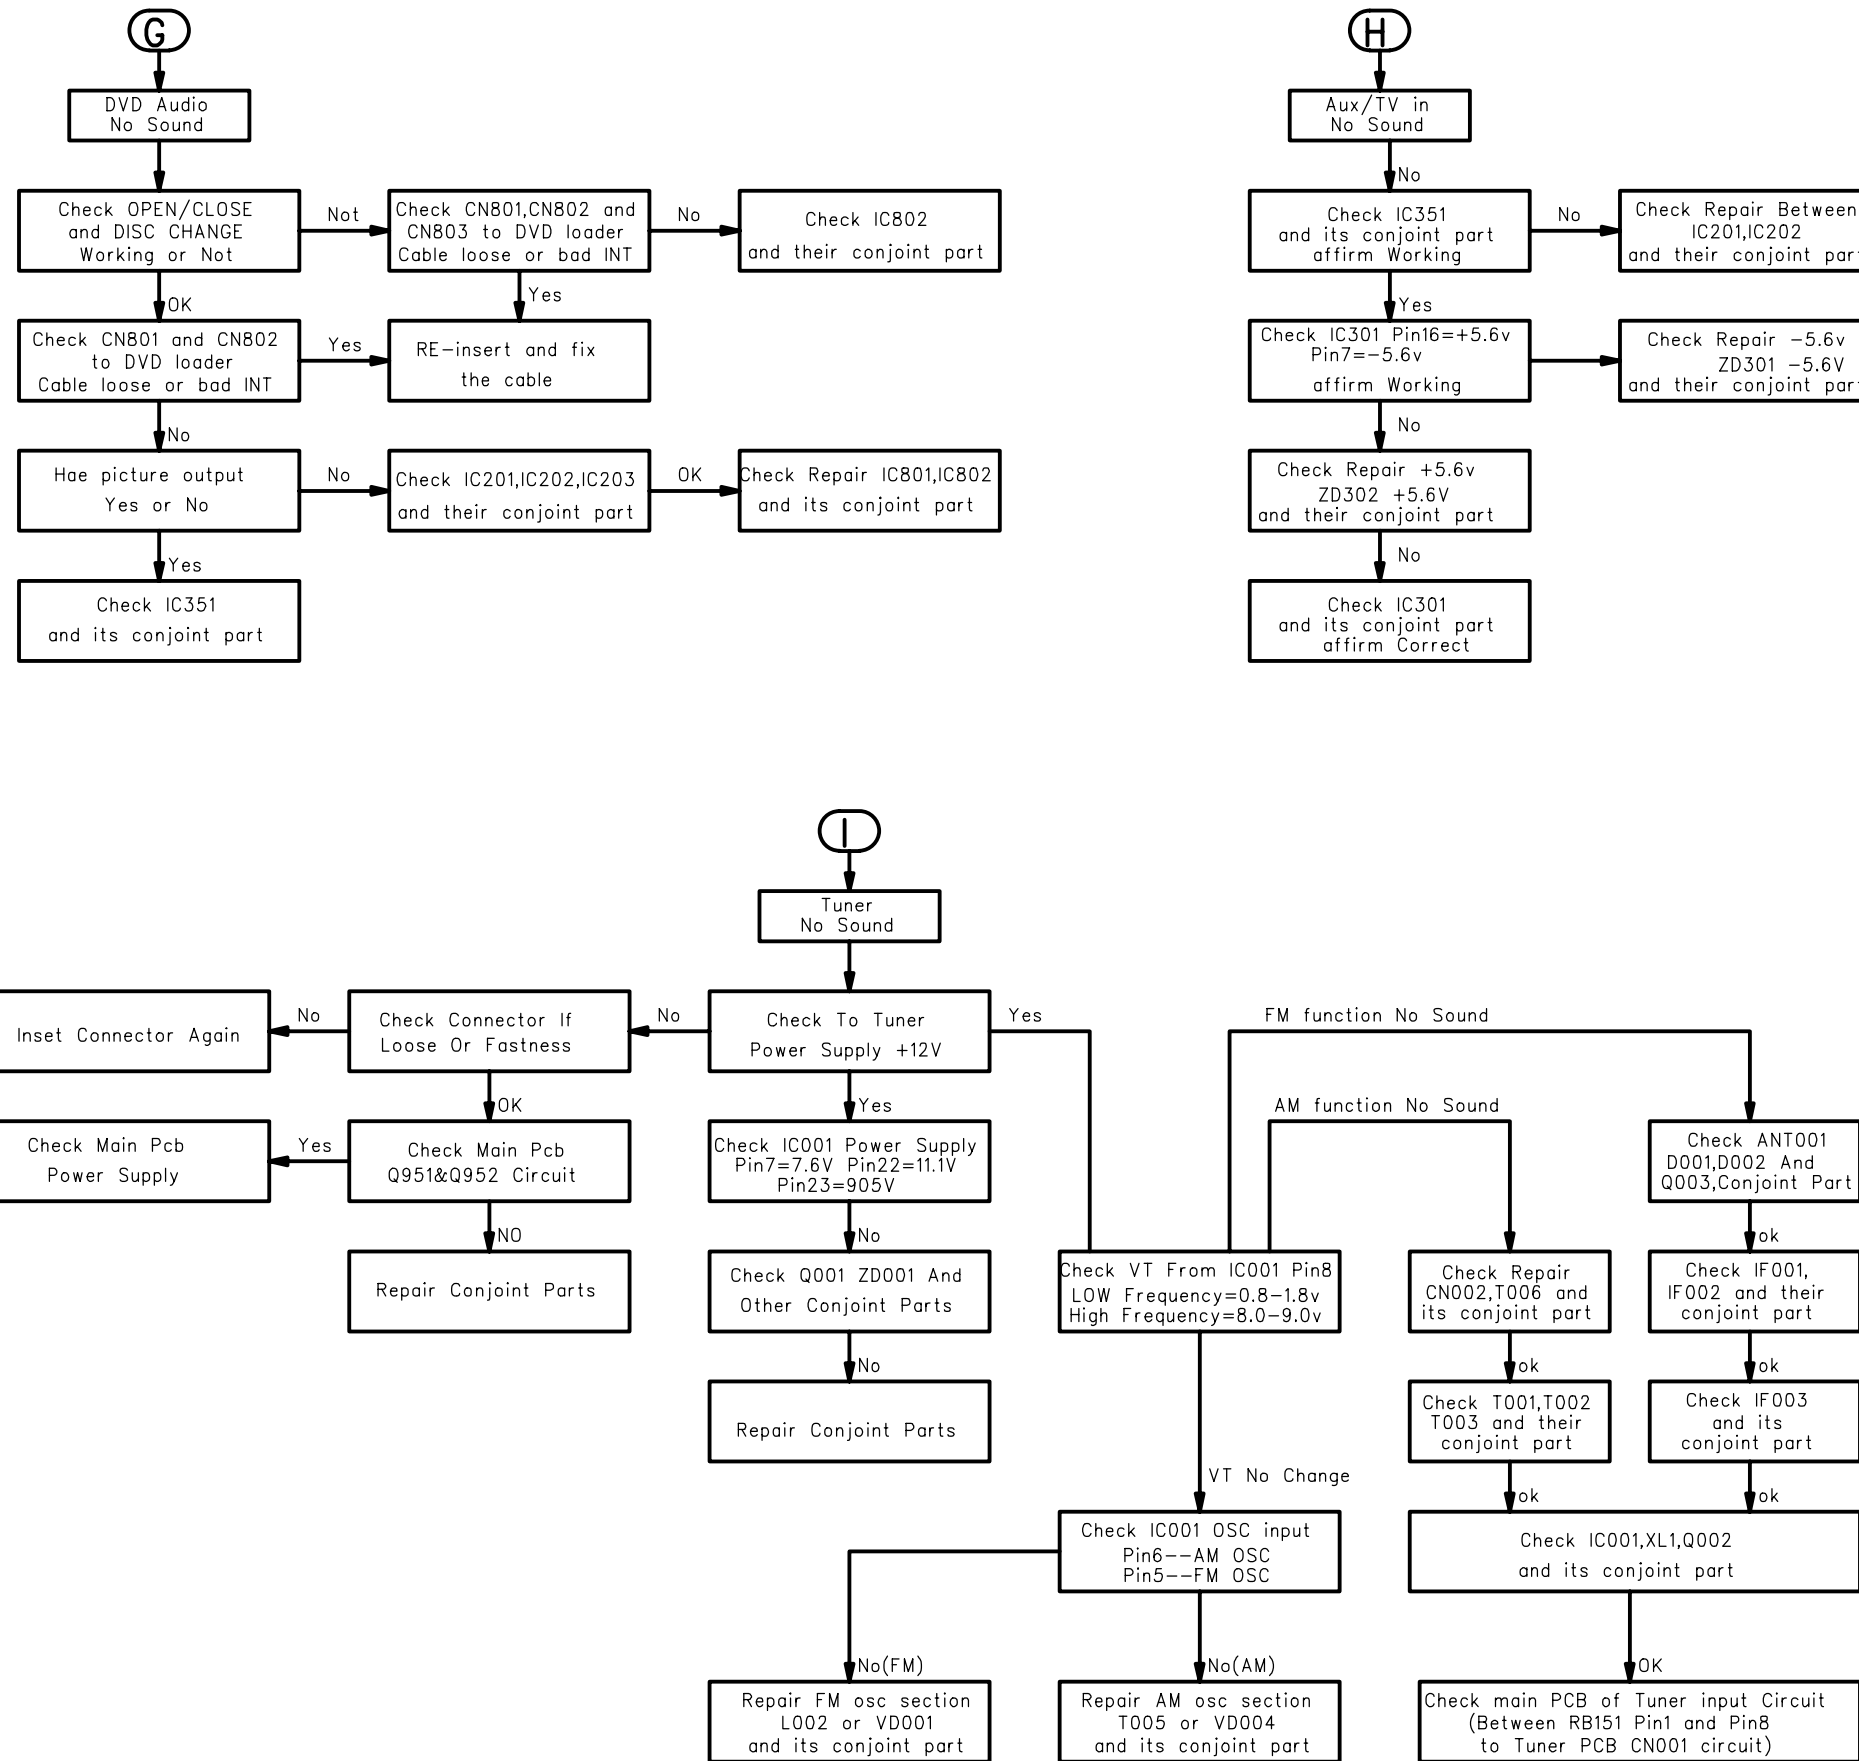 G
DVD Audio
No Sound
Check OPEN/CLOSE
and DISC CHANGE
Working or Not
Not
Check CN801,CN802 and
CN803 to DVD loader
Cable loose or bad INT
No
Check IC802
and their conjoint part
OK
Yes
Check CN801 and CN802
to DVD loader
Cable loose or bad INT
Yes
RE-insert and fix
the cable
No
Hae picture output
Yes or No
No
Check IC201,IC202,IC203
and their conjoint part
OK
Check Repair IC801,IC802
and its conjoint part
Yes
Check IC351
and its conjoint part
H
Aux/TV in
No Sound
No
Check IC351
and its conjoint part
affirm Working
No
Check Repair Between
IC201,IC202
and their conjoint part
Yes
Check IC301 Pin16=+5.6v
Pin7=-5.6v
affirm Working
Check Repair -5.6v
ZD301 -5.6V
and their conjoint part
No
Check Repair +5.6v
ZD302 +5.6V
and their conjoint part
No
Check IC301
and its conjoint part
affirm Correct
I
Tuner
No Sound
Check To Tuner
Power Supply +12V
No
Check Connector If
Loose Or Fastness
No
Inset Connector Again
OK
Check Main Pcb
Q951&Q952 Circuit
Yes
Check Main Pcb
Power Supply
NO
Repair Conjoint Parts
Yes
Check IC001 Power Supply
Pin7=7.6V Pin22=11.1V
Pin23=905V
No
Check Q001 ZD001 And
Other Conjoint Parts
No
Repair Conjoint Parts
Yes
Check VT From IC001 Pin8
LOW Frequency=0.8-1.8v
High Frequency=8.0-9.0v
FM function No Sound
AM function No Sound
Check ANT001
D001,D002 And
Q003,Conjoint Part
ok
Check Repair
CN002,T006 and
its conjoint part
Check IF001,
IF002 and their
conjoint part
ok
ok
Check T001,T002
T003 and their
conjoint part
Check IF003
and its
conjoint part
ok
ok
VT No Change
Check IC001 OSC input
Pin6--AM OSC
Pin5--FM OSC
Check IC001,XL1,Q002
and its conjoint part
No(FM)
No(AM)
OK
Repair FM osc section
L002 or VD001
and its conjoint part
Repair AM osc section
T005 or VD004
and its conjoint part
Check main PCB of Tuner input Circuit
(Between RB151 Pin1 and Pin8
to Tuner PCB CN001 circuit)